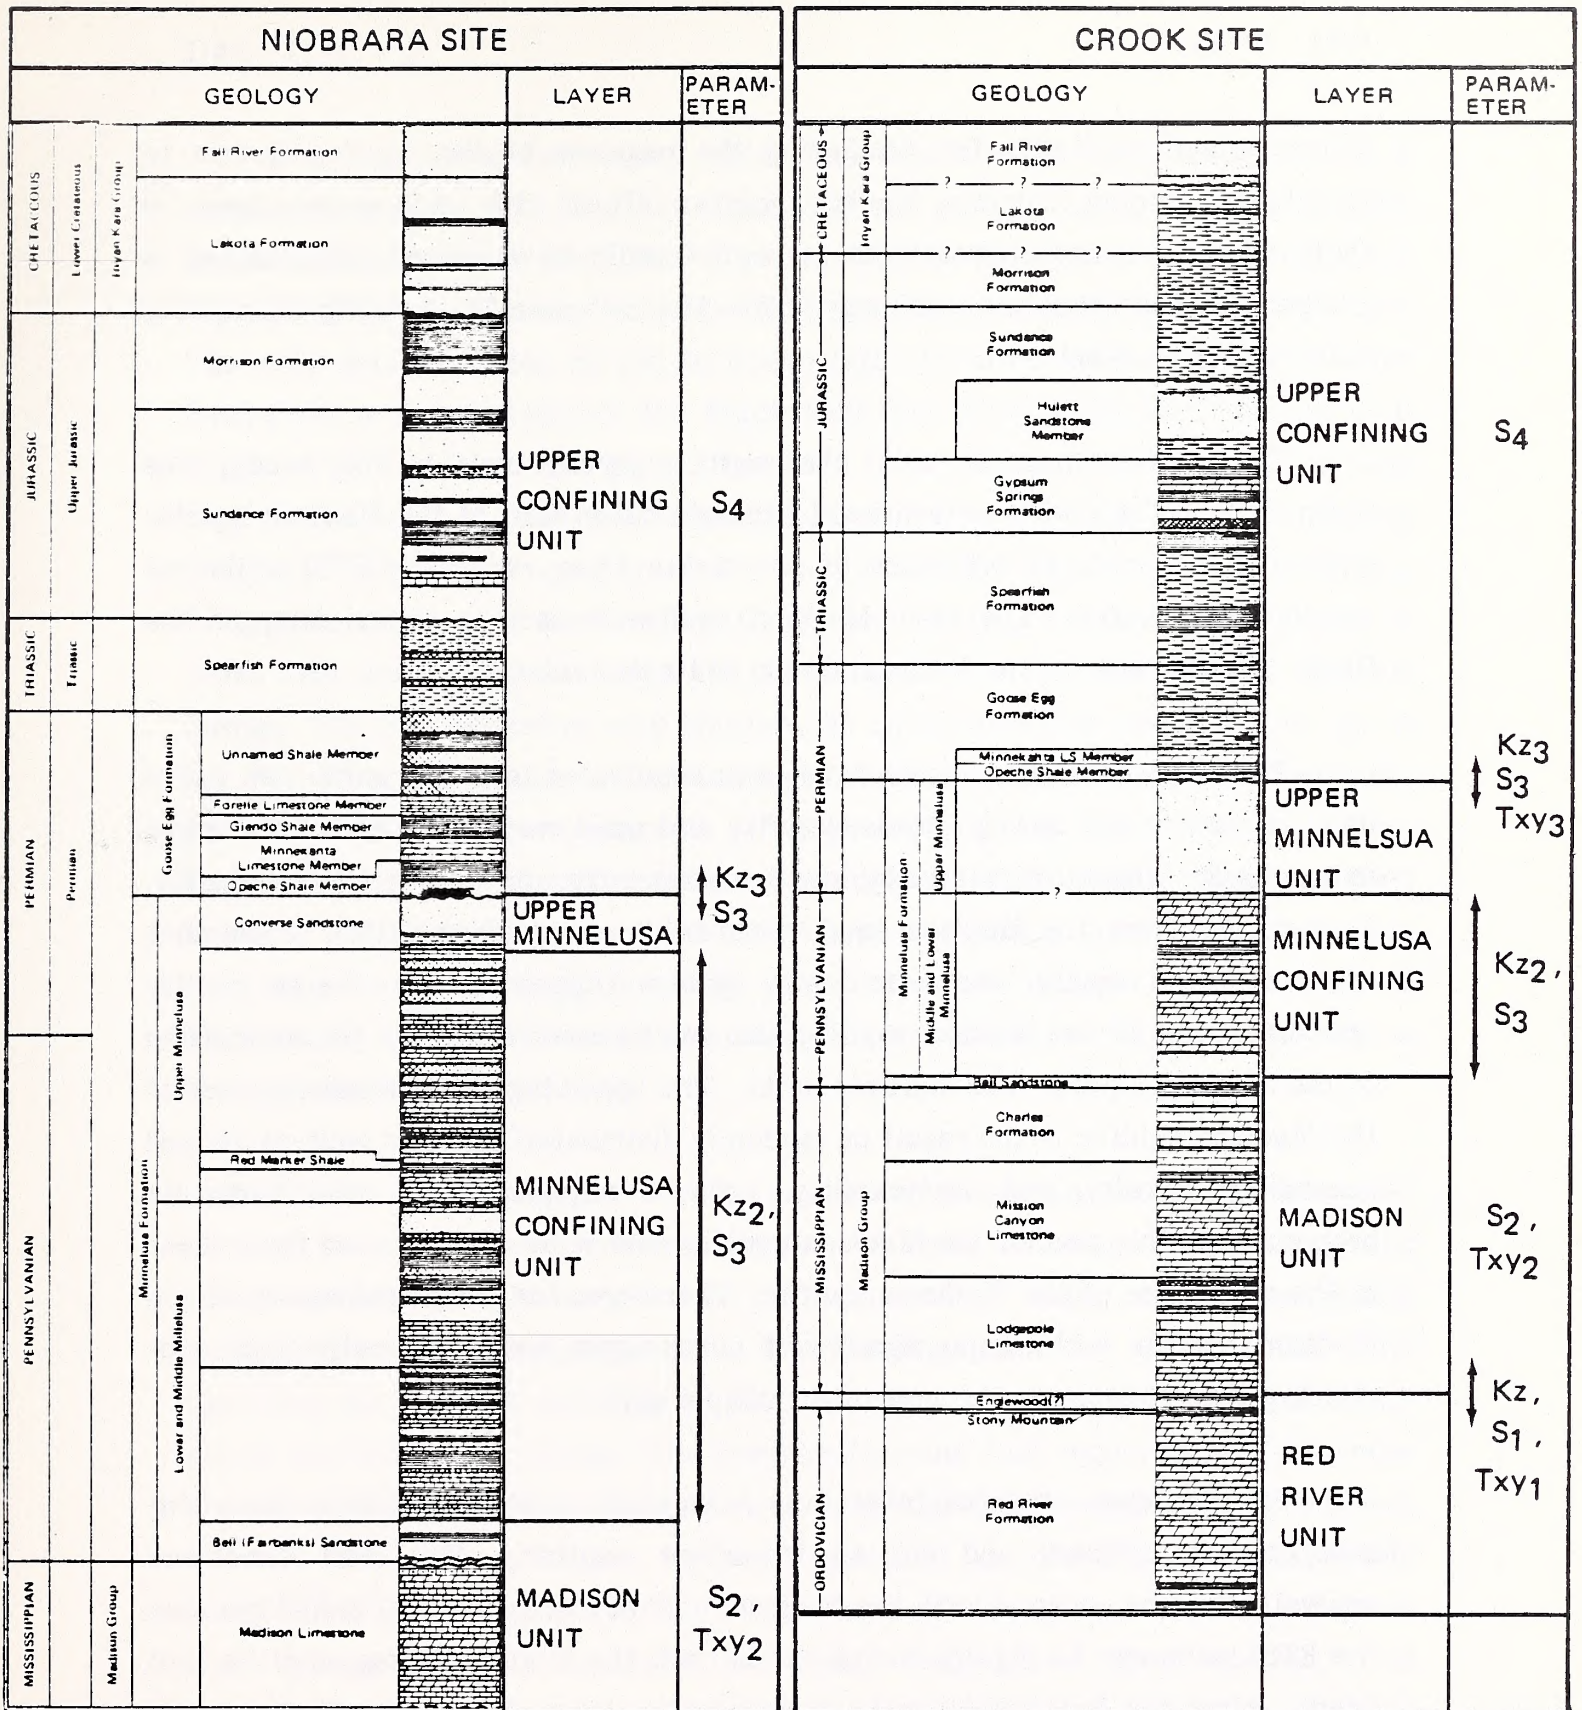 NIOBRARA SITE
GEOLOGY
LAYER
PARAM-
ETER
CRETACCOUS
Lower Cretateous
Inyan Kara Group
Fall River Formation
Lakota Formation
JURASSIC
Upper Jurassic
Morrison Formation
Sundance Formation
UPPER
CONFINING
UNIT
S4
TRIASSIC
Triassic
Spearfish Formation
PERMIAN
Permian
Goose Egg Formation
Unnamed Shale Member
Forelle Limestone Member
Glendo Shale Member
Minnekahta
Limestone Member
Opeche Shale Member
Kz3
S3
Converse Sandstone
UPPER
MINNELUSA
Minnelusa Formation
Upper Minnelusa
Red Marker Shale
PENNSYLVANIAN
Lower and Middle Millelusa
MINNELUSA
CONFINING
UNIT
Kz2,
S3
Bell (Fairbanks) Sandstone
MISSISSIPPIAN
Madison Group
Madison Limestone
MADISON
UNIT
S2,
Txy2
CROOK SITE
GEOLOGY
LAYER
PARAM-
ETER
CRETACEOUS
Inyan Kara Group
Fall River
Formation
? ? ?
Lakota
Formation
? ? ?
JURASSIC
Morrison
Formation
Sundance
Formation
Hulett
Sandstone
Member
Gypsum
Springs
Formation
UPPER
CONFINING
UNIT
S4
TRIASSIC
Spearfish
Formation
PERMIAN
Goose Egg
Formation
Minnekahta LS Member
Opeche Shale Member
Kz3
S3
Txy3
Minnelusa Formation
Upper Minnelusa
UPPER
MINNELSUA
UNIT
?
PENNSYLVANIAN
Middle and Lower
Minnelusa
MINNELUSA
CONFINING
UNIT
Kz2,
S3
Bell Sandstone
MISSISSIPPIAN
Madison Group
Charles
Formation
Mission
Canyon
Limestone
Lodgepole
Limestone
MADISON
UNIT
S2,
Txy2
Englewood(?)
Stony Mountain
Kz,
S1,
Txy1
ORDOVICIAN
Red River
Formation
RED
RIVER
UNIT